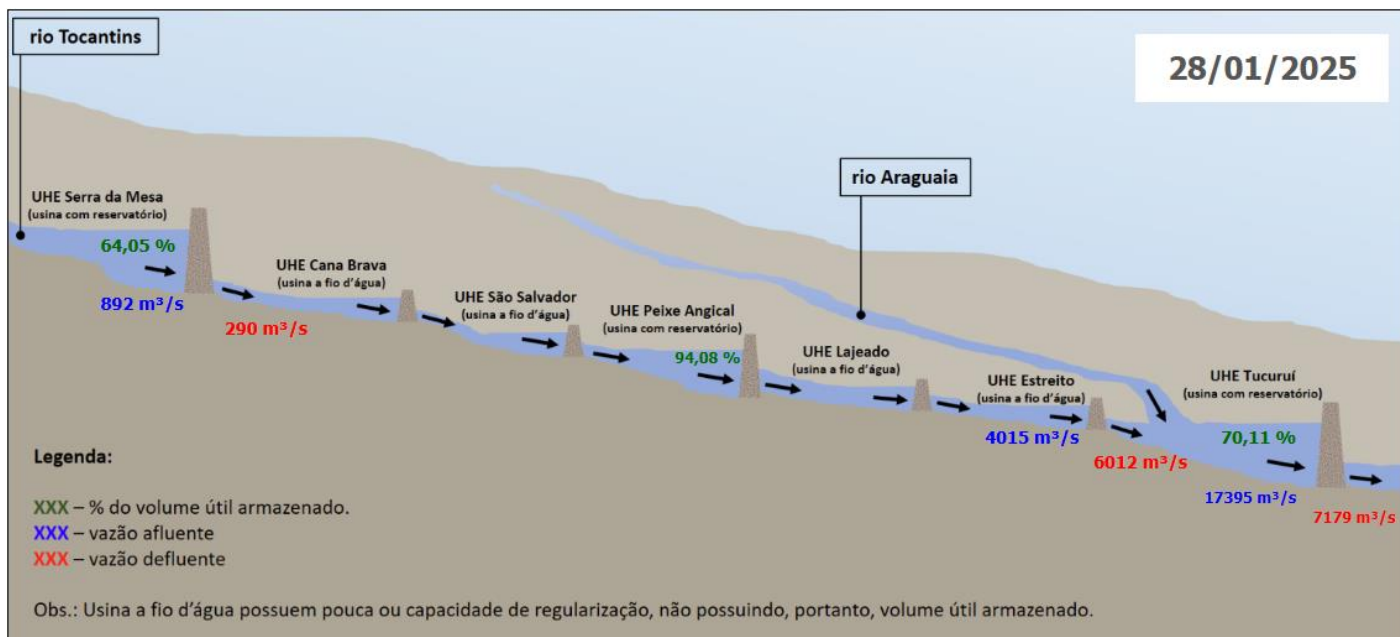 rio Tocantins
28/01/2025
rio Araguaia
UHE Serra da Mesa
(usina com reservatório)
64,05 %
892 m³/s
290 m³/s
UHE Cana Brava
(usina a fio d'água)
UHE São Salvador
(usina a fio d'água)
UHE Peixe Angical
(usina com reservatório)
94,08 %
UHE Lajeado
(usina a fio d'água)
UHE Estreito
(usina a fio d'água)
4015 m³/s
6012 m³/s
UHE Tucuruí
(usina com reservatório)
70,11 %
17395 m³/s
7179 m³/s
Legenda:
XXX – % do volume útil armazenado.
XXX – vazão afluente
XXX – vazão defluente
Obs.: Usina a fio d'água possuem pouca ou capacidade de regularização, não possuindo, portanto, volume útil armazenado.